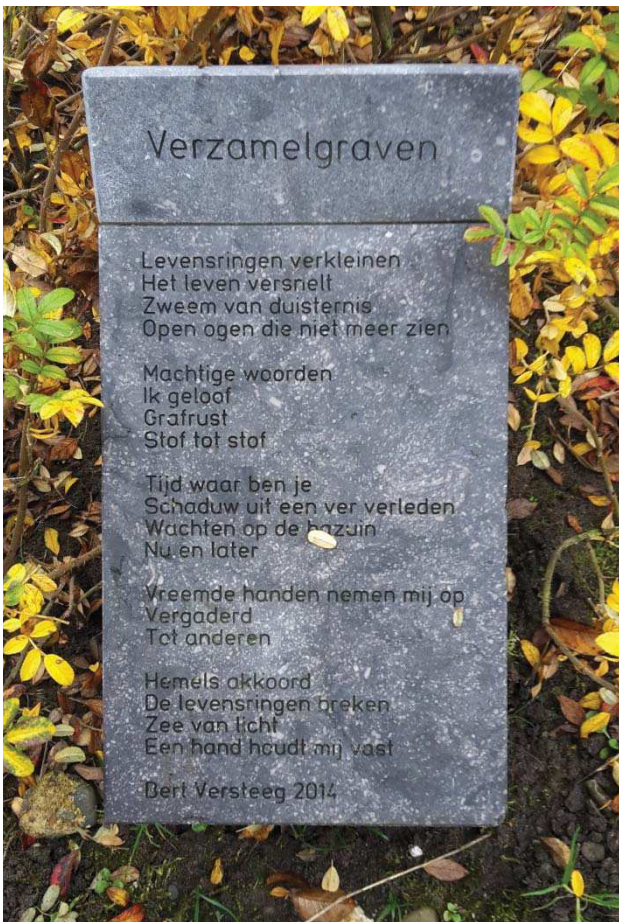 Verzamelgraven
Levensringen verkleinen
Het leven versnelt
Zweem van duisternis
Open ogen die niet meer zien
Machtige woorden
Ik geloof
Grafrust
Stof tot stof
Tijd waar ben je
Schaduw uit een ver verleden
Wachten op de bazuin
Nu en later
Vreemde handen nemen mij op
Vergaderd
Tot anderen
Hemels akkoord
De levensringen breken
Zee van licht
Een hand houdt mij vast
Bert Versteeg 2014